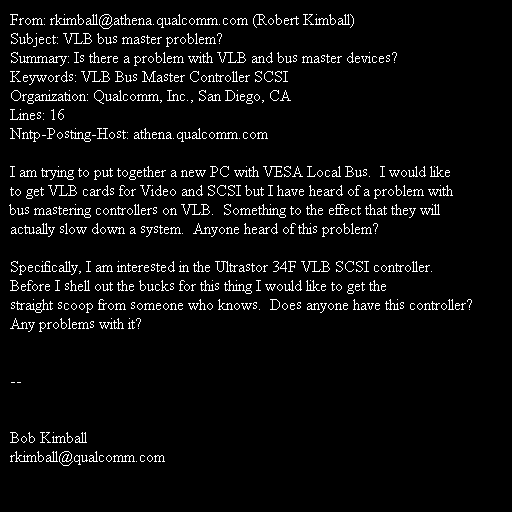 From: rkimball@athena.qualcomm.com (Robert Kimball)
Subject: VLB bus master problem?
Summary: Is there a problem with VLB and bus master devices?
Keywords: VLB Bus Master Controller SCSI
Organization: Qualcomm, Inc., San Diego, CA
Lines: 16
Nntp-Posting-Host: athena.qualcomm.com

I am trying to put together a new PC with VESA Local Bus.  I would like
to get VLB cards for Video and SCSI but I have heard of a problem with
bus mastering controllers on VLB.  Something to the effect that they will
actually slow down a system.  Anyone heard of this problem?

Specifically, I am interested in the Ultrastor 34F VLB SCSI controller.
Before I shell out the bucks for this thing I would like to get the
straight scoop from someone who knows.  Does anyone have this controller?
Any problems with it?

--

Bob Kimball
rkimball@qualcomm.com